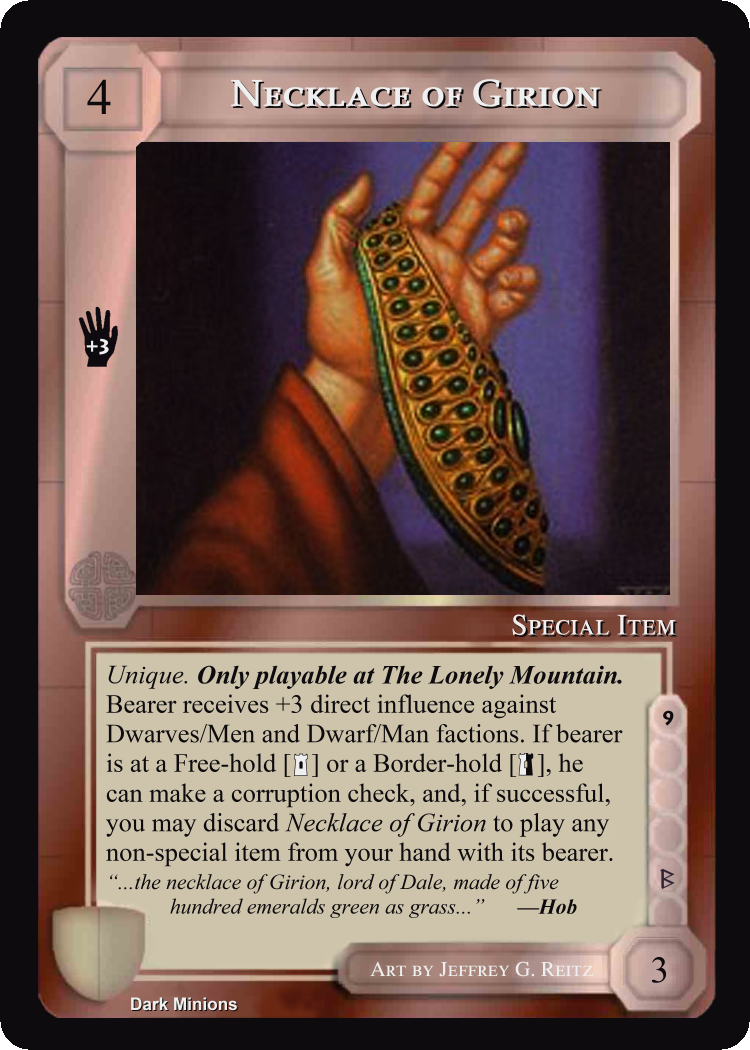 4
NECKLACE OF GIRION
+3
SPECIAL ITEM
Unique. Only playable at The Lonely Mountain.
Bearer receives +3 direct influence against
Dwarves/Men and Dwarf/Man factions. If bearer
is at a Free-hold [] or a Border-hold [], he
can make a corruption check, and, if successful,
you may discard Necklace of Girion to play any
non-special item from your hand with its bearer.
“...the necklace of Girion, lord of Dale, made of five
hundred emeralds green as grass...” —Hob
9
ᛒ
ART BY JEFFREY G. REITZ
3
Dark Minions